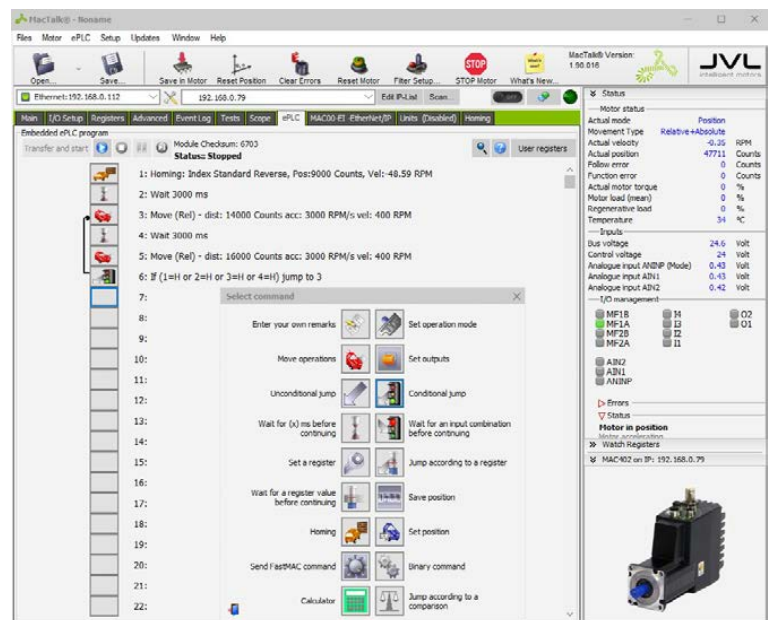 MacTalk® - Noname
Files Motor ePLC Setup Updates Window Help
Open... Save... Save in Motor Reset Position Clear Errors Reset Motor Filter Setup... STOP Motor What's New...
STOP
MacTalk® Version:
1.90.016
JVL
intelligent motors
Ethernet:192.168.0.112 192.168.0.79 Edit IP-List Scan... OFF
Main I/O Setup Registers Advanced Event Log Tests Scope ePLC MAC00-EI -EtherNet/IP Units (Disabled) Homing
Embedded ePLC program
Transfer and start
Module Checksum: 6703
Status: Stopped
User registers
1: Homing: Index Standard Reverse, Pos:9000 Counts, Vel:-48.59 RPM
2: Wait 3000 ms
3: Move (Rel) - dist: 14000 Counts acc: 3000 RPM/s vel: 400 RPM
4: Wait 3000 ms
5: Move (Rel) - dist: 16000 Counts acc: 3000 RPM/s vel: 400 RPM
6: If (1=H or 2=H or 3=H or 4=H) jump to 3
7:
8:
9:
10:
11:
12:
13:
14:
15:
16:
17:
18:
19:
20:
21:
22:
Select command
Enter your own remarks
Set operation mode
Move operations
Set outputs
Unconditional jump
Conditional jump
Wait for (x) ms before
continuing
Wait for an input combination
before continuing
Set a register
Jump according to a register
Wait for a register value
before continuing
Save position
Homing
Set position
Send FastMAC command
Binary command
Calculator
Jump according to a
comparison
Status
Motor status
Actual mode Position
Movement Type Relative+Absolute
Actual velocity -0.35 RPM
Actual position 47711 Counts
Follow error 0 Counts
Function error 0 Counts
Actual motor torque 0 %
Motor load (mean) 0 %
Regenerative load 0 %
Temperature 34 °C
Inputs
Bus voltage 24.6 Volt
Control voltage 24 Volt
Analogue input ANINP (Mode) 0.43 Volt
Analogue input AIN1 0.43 Volt
Analogue input AIN2 0.42 Volt
I/O management
MF1B I4 O2
MF1A I3 O1
MF2B I2
MF2A I1
AIN2
AIN1
ANINP
Errors
Status
Motor in position
Motor acceleration
Watch Registers
MAC402 on IP: 192.168.0.79